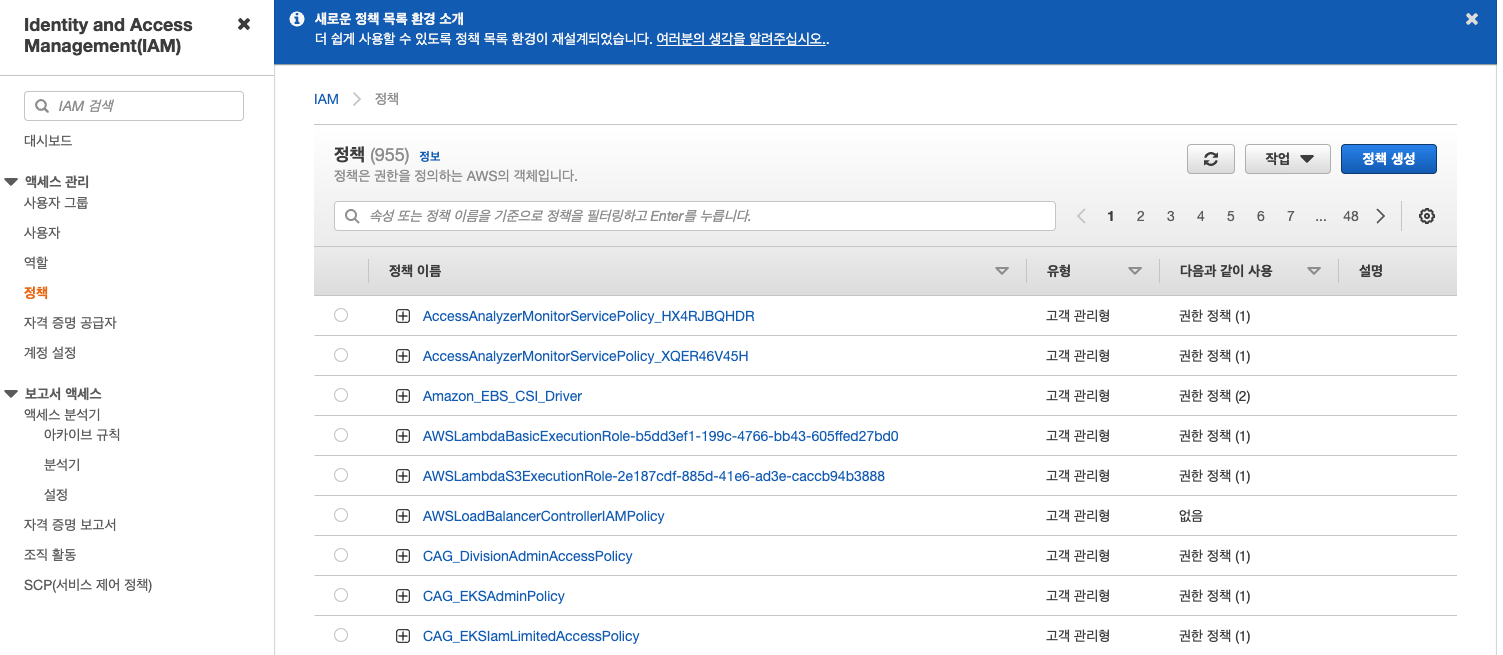 Identity and Access
Management(IAM)
IAM 검색
대시보드
액세스 관리
사용자 그룹
사용자
역할
정책
자격 증명 공급자
계정 설정
보고서 액세스
액세스 분석기
아카이브 규칙
분석기
설정
자격 증명 보고서
조직 활동
SCP(서비스 제어 정책)
새로운 정책 목록 환경 소개
더 쉽게 사용할 수 있도록 정책 목록 환경이 재설계되었습니다. 여러분의 생각을 알려주십시오..
IAM 정책
정책 (955) 정보
정책은 권한을 정의하는 AWS의 객체입니다.
작업 정책 생성
속성 또는 정책 이름을 기준으로 정책을 필터링하고 Enter를 누릅니다.
1 2 3 4 5 6 7 ... 48
정책 이름 유형 다음과 같이 사용 설명
AccessAnalyzerMonitorServicePolicy_HX4RJBQHDR 고객 관리형 권한 정책 (1)
AccessAnalyzerMonitorServicePolicy_XQER46V45H 고객 관리형 권한 정책 (1)
Amazon_EBS_CSI_Driver 고객 관리형 권한 정책 (2)
AWSLambdaBasicExecutionRole-b5dd3ef1-199c-4766-bb43-605ffed27bd0 고객 관리형 권한 정책 (1)
AWSLambdaS3ExecutionRole-2e187cdf-885d-41e6-ad3e-caccb94b3888 고객 관리형 권한 정책 (1)
AWSLoadBalancerControllerIAMPolicy 고객 관리형 없음
CAG_DivisionAdminAccessPolicy 고객 관리형 권한 정책 (1)
CAG_EKSAdminPolicy 고객 관리형 권한 정책 (1)
CAG_EKSIamLimitedAccessPolicy 고객 관리형 권한 정책 (1)